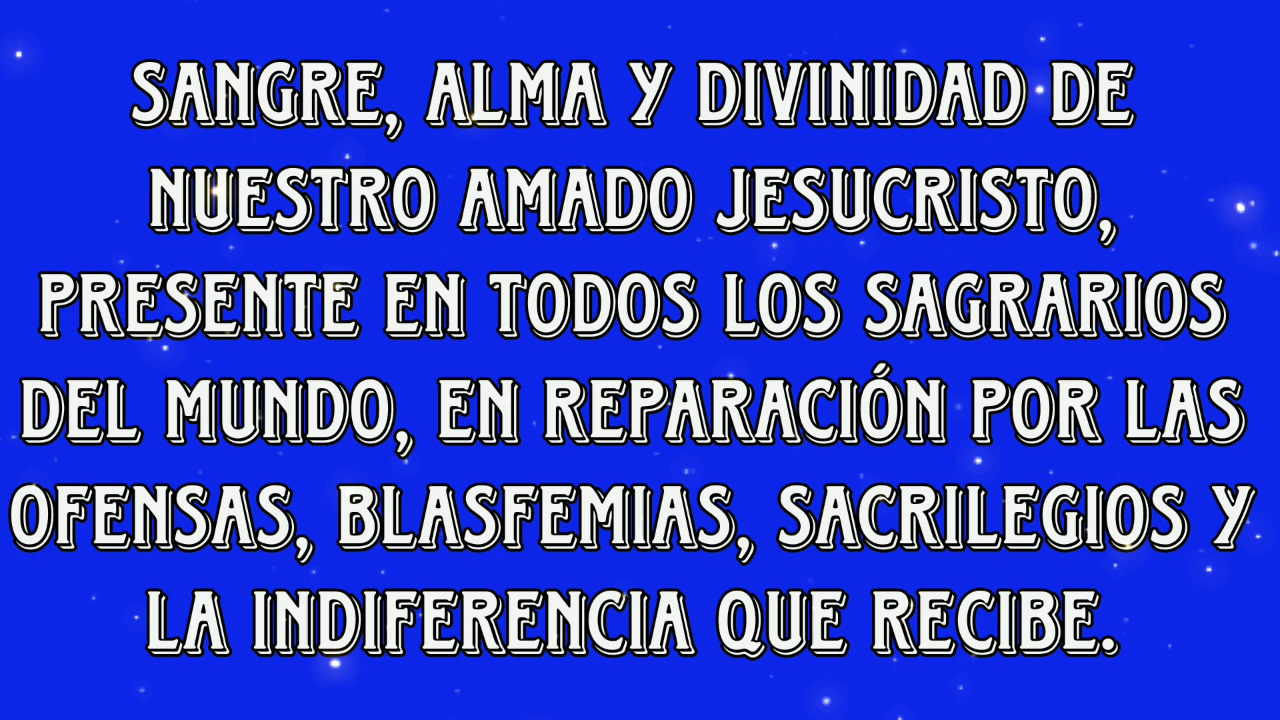 SANGRE, ALMA Y DIVINIDAD DE
NUESTRO AMADO JESUCRISTO,
PRESENTE EN TODOS LOS SAGRARIOS
DEL MUNDO, EN REPARACIÓN POR LAS
OFENSAS, BLASFEMIAS, SACRILEGIOS Y
LA INDIFERENCIA QUE RECIBE.